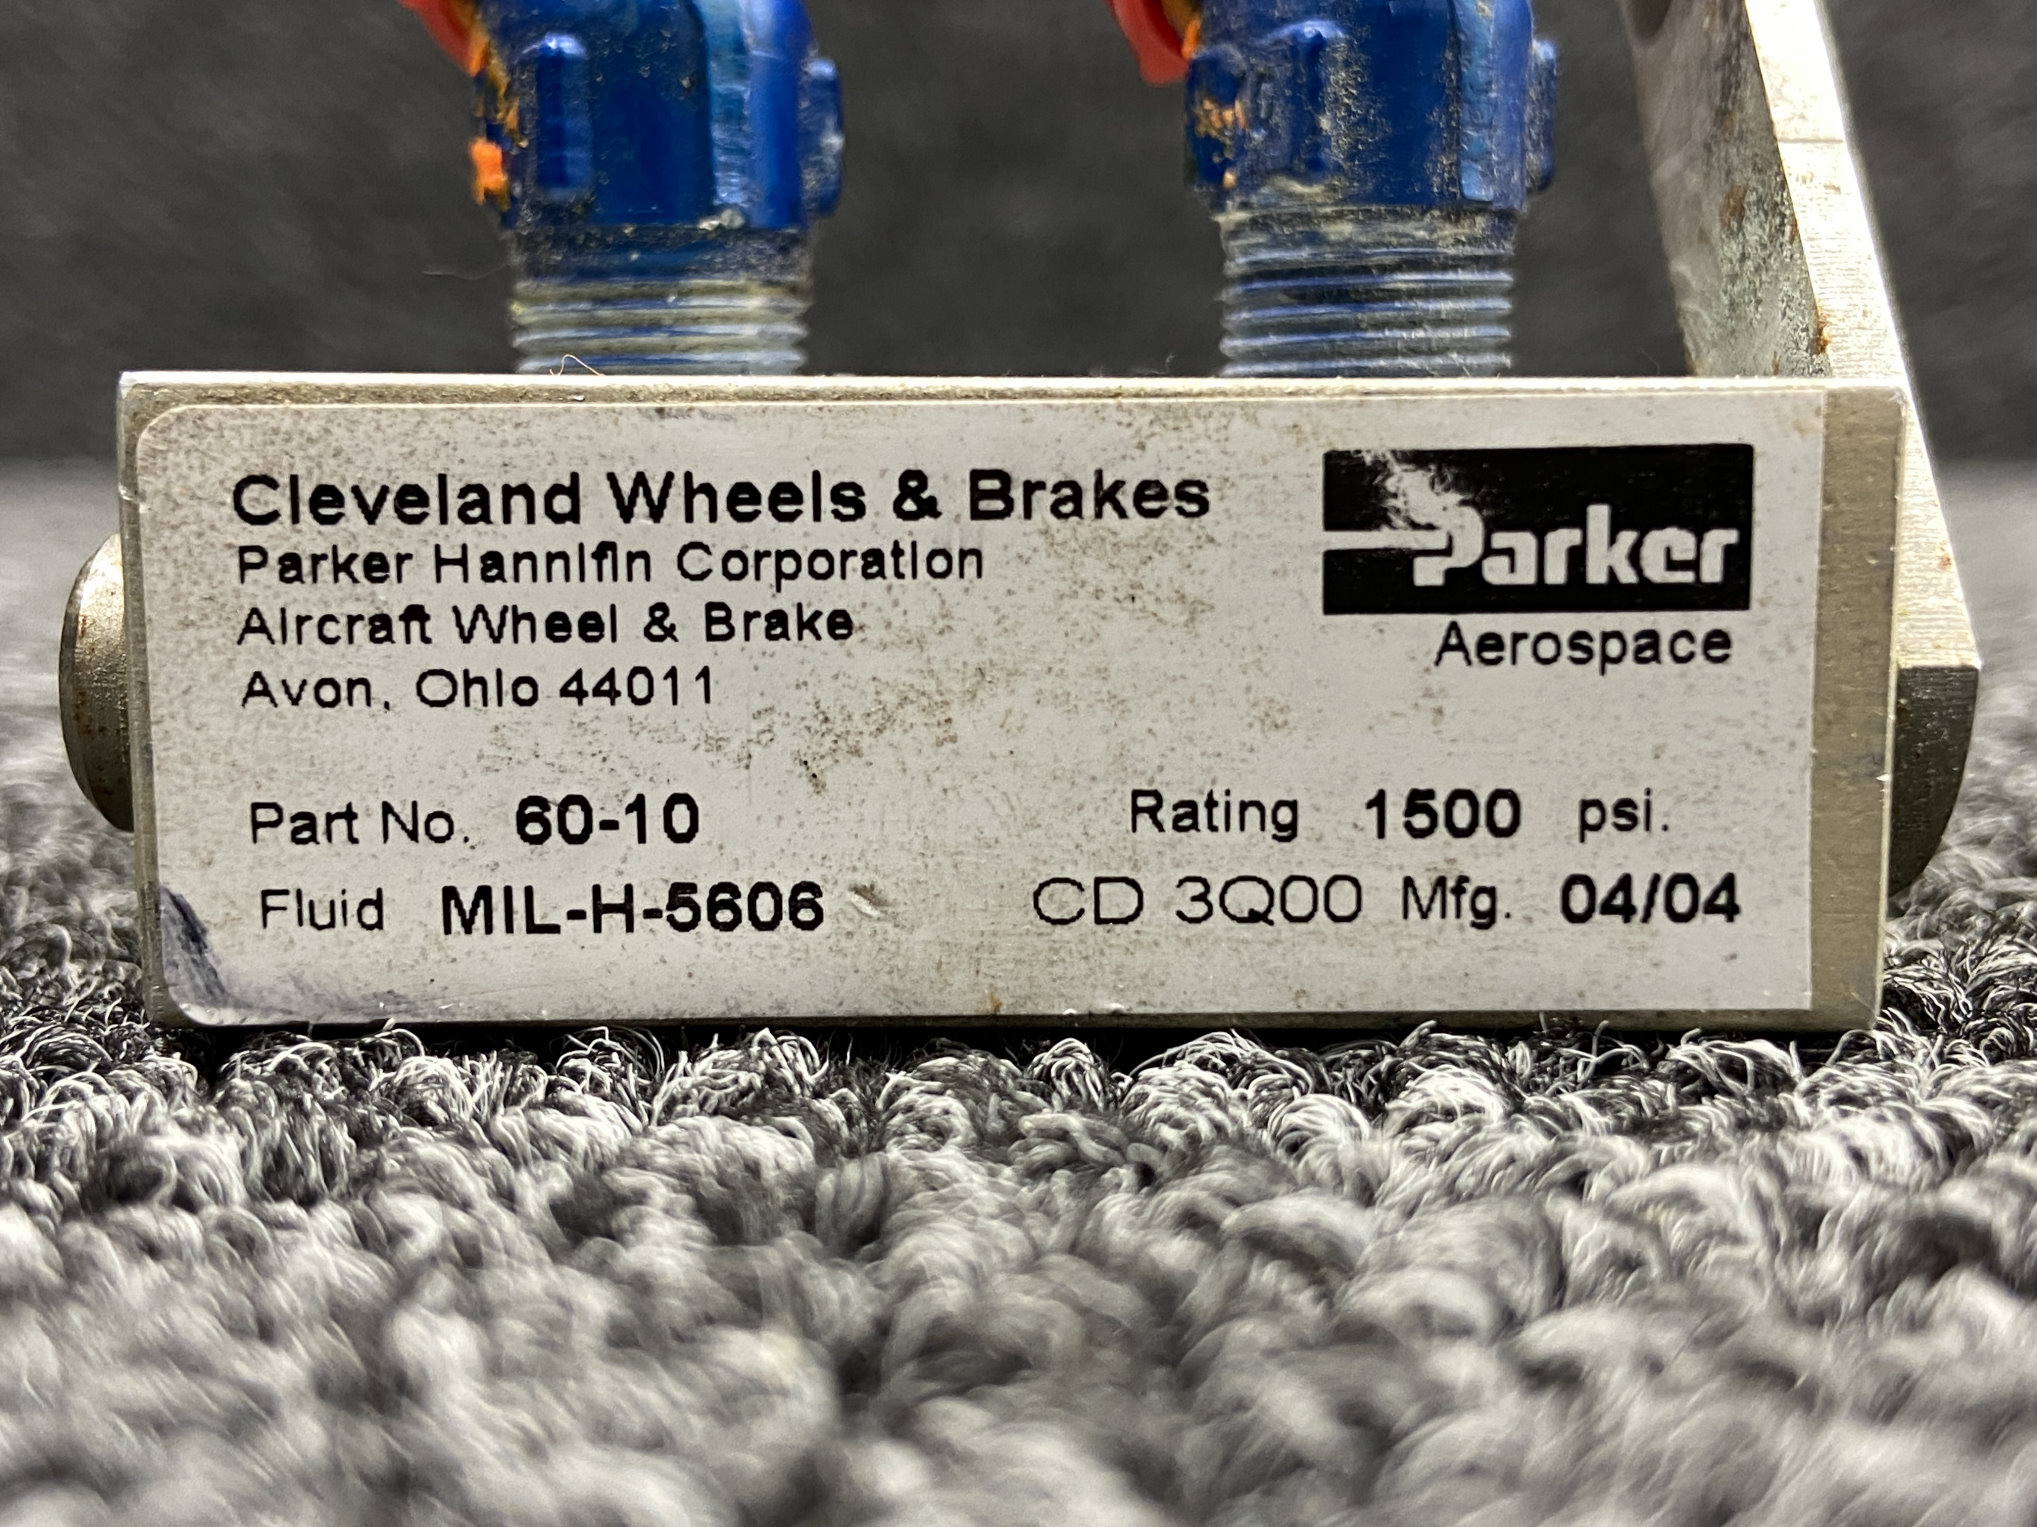 Cleveland Wheels & Brakes
Parker Hannifin Corporation
Aircraft Wheel & Brake
Avon, Ohio 44011
Parker
Aerospace
Part No. 60-10 Rating 1500 psi.
Fluid MIL-H-5606 CD 3Q00 Mfg. 04/04